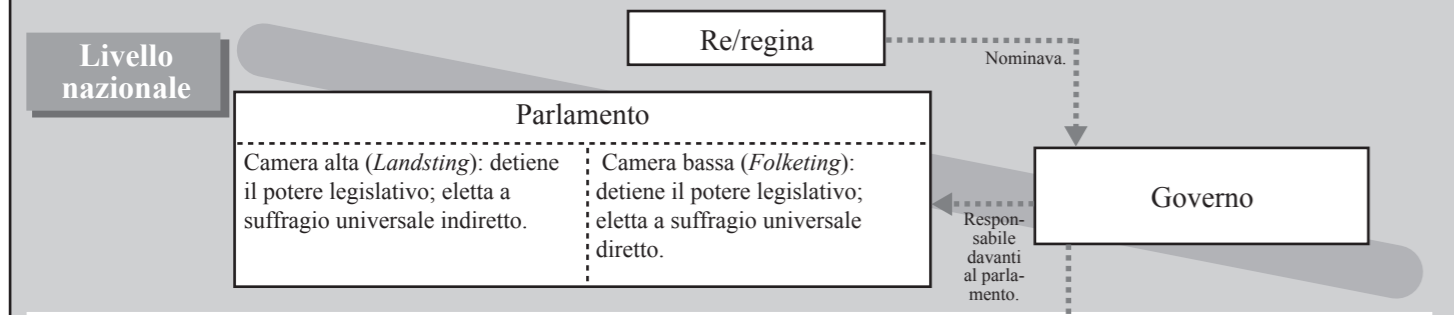 Livello
nazionale
Re/regina
Nominava.
Parlamento
Camera alta (Landsting): detiene
il potere legislativo; eletta a
suffragio universale indiretto.
Camera bassa (Folketing):
detiene il potere legislativo;
eletta a suffragio universale
diretto.
Governo
Respon-
sabile
davanti
al parla-
mento.